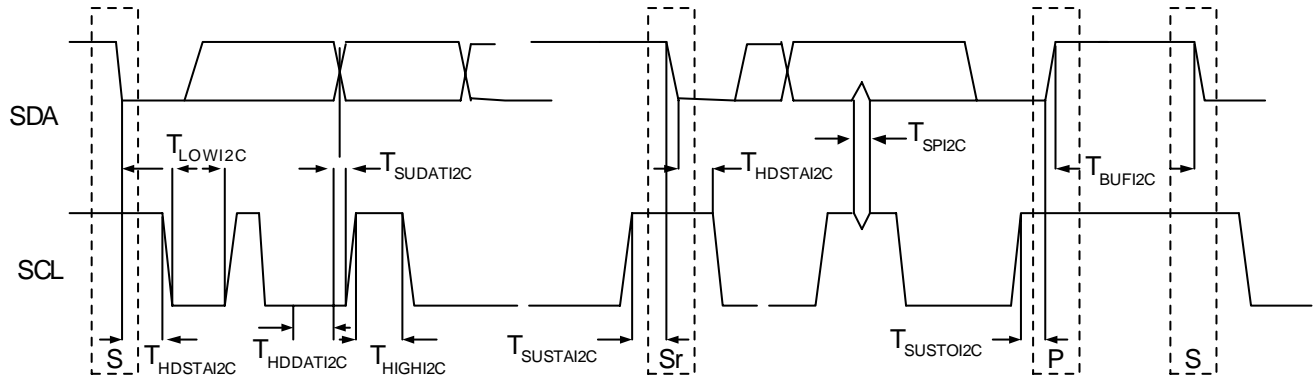 SDA
T_LOWI2C
T_SUDATI2C
T_SPI2C
T_HDSTAI2C
T_BUFI2C
SCL
S
T_HDSTAI2C
T_HDDATI2C
T_HIGHI2C
T_SUSTAI2C
Sr
T_SUSTOI2C
P
S